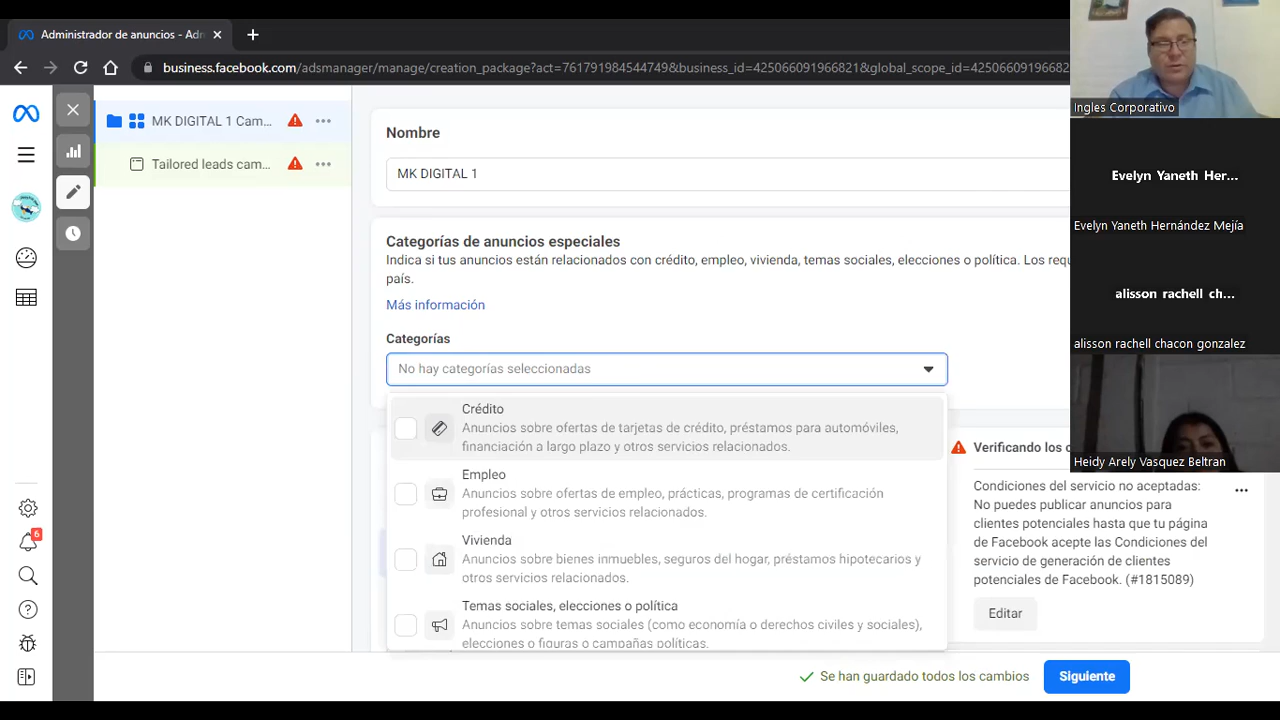 Administrador de anuncios - Adm
business.facebook.com/adsmanager/manage/creation_package?act=761791984544749&business_id=425066091966821&global_scope_id=42506609196682
MK DIGITAL 1 Cam...
Tailored leads cam...
6
Nombre
MK DIGITAL 1
Categorías de anuncios especiales
Indica si tus anuncios están relacionados con crédito, empleo, vivienda, temas sociales, elecciones o política. Los requ
país.
Más información
Categorías
No hay categorías seleccionadas
Crédito
Anuncios sobre ofertas de tarjetas de crédito, préstamos para automóviles,
financiación a largo plazo y otros servicios relacionados.
Empleo
Anuncios sobre ofertas de empleo, prácticas, programas de certificación
profesional y otros servicios relacionados.
Vivienda
Anuncios sobre bienes inmuebles, seguros del hogar, préstamos hipotecarios y
otros servicios relacionados.
Temas sociales, elecciones o política
Anuncios sobre temas sociales (como economía o derechos civiles y sociales),
elecciones o figuras o campañas políticas.
Verificando los
Condiciones del servicio no aceptadas:
No puedes publicar anuncios para
clientes potenciales hasta que tu página
de Facebook acepte las Condiciones del
servicio de generación de clientes
potenciales de Facebook. (#1815089)
Editar
Se han guardado todos los cambios
Siguiente
Ingles Corporativo
Evelyn Yaneth Her...
Evelyn Yaneth Hernández Mejía
alisson rachell ch...
alisson rachell chacon gonzalez
Heidy Arely Vasquez Beltran